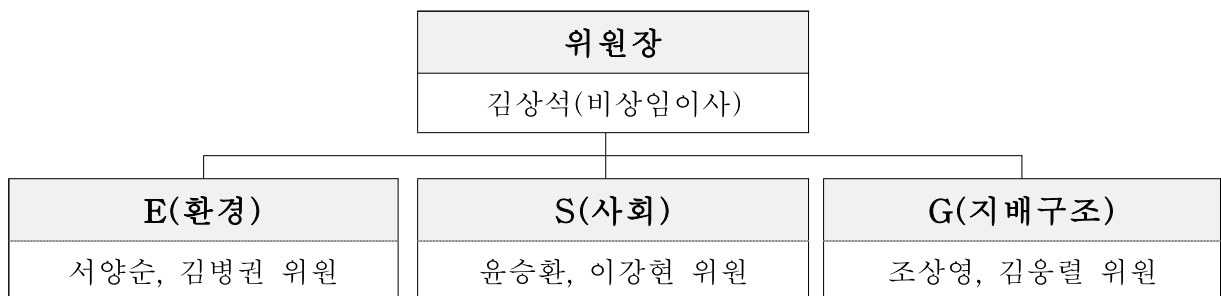 위원장
김상석(비상임이사)
E(환경)
S(사회)
G(지배구조)
서양순, 김병권 위원
윤승환, 이강현 위원
조상영, 김웅렬 위원